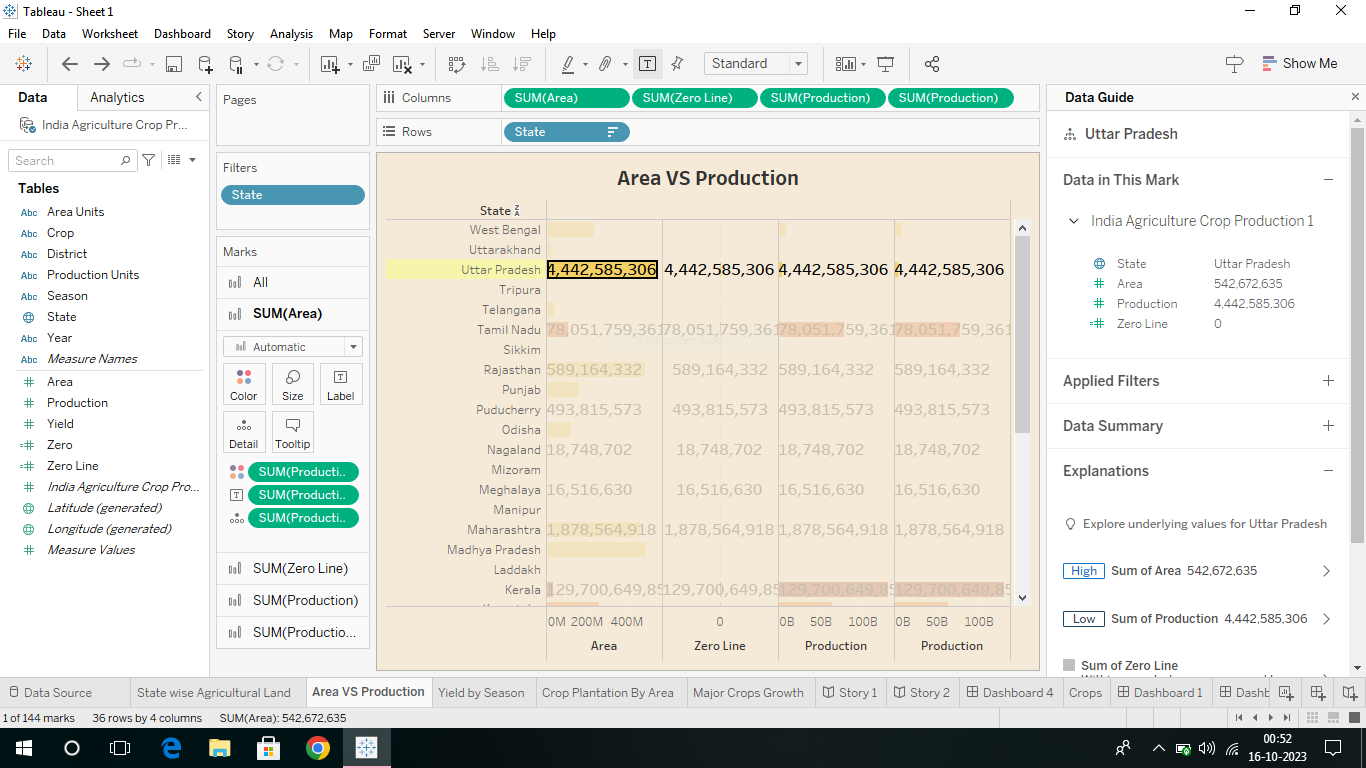 Tableau - Sheet 1
File Data Worksheet Dashboard Story Analysis Map Format Server Window Help
Standard
Show Me
Data Analytics
India Agriculture Crop Pr...
Search
Tables
Abc Area Units
Abc Crop
Abc District
Abc Production Units
Abc Season
State
Abc Year
Abc Measure Names
Area
Production
Yield
Zero
Zero Line
India Agriculture Crop Pro...
Latitude (generated)
Longitude (generated)
Measure Values
Pages
Filters
State
Marks
All
SUM(Area)
Automatic
Color Size Label
Detail Tooltip
SUM(Producti..
SUM(Producti..
SUM(Producti..
SUM(Zero Line)
SUM(Production)
SUM(Productio...
Columns SUM(Area) SUM(Zero Line) SUM(Production) SUM(Production)
Rows State
Area VS Production
State
West Bengal
Uttarakhand
Uttar Pradesh 4,442,585,306 4,442,585,306 4,442,585,306 4,442,585,306
Tripura
Telangana
Tamil Nadu 78,051,759,361 78,051,759,361 78,051,759,361 78,051,759,361
Sikkim
Rajasthan 589,164,332 589,164,332 589,164,332 589,164,332
Punjab
Puducherry 493,815,573 493,815,573 493,815,573 493,815,573
Odisha
Nagaland 18,748,702 18,748,702 18,748,702 18,748,702
Mizoram
Meghalaya 16,516,630 16,516,630 16,516,630 16,516,630
Manipur
Maharashtra 1,878,564,918 1,878,564,918 1,878,564,918 1,878,564,918
Madhya Pradesh
Laddakh
Kerala 129,700,649,85 129,700,649,85 129,700,649,85 129,700,649,85
0M 200M 400M 0 0B 50B 100B 0B 50B 100B
Area Zero Line Production Production
Data Guide
Uttar Pradesh
Data in This Mark
India Agriculture Crop Production 1
State Uttar Pradesh
Area 542,672,635
Production 4,442,585,306
Zero Line 0
Applied Filters
Data Summary
Explanations
Explore underlying values for Uttar Pradesh
High Sum of Area 542,672,635
Low Sum of Production 4,442,585,306
Sum of Zero Line
Data Source State wise Agricultural Land Area VS Production Yield by Season Crop Plantation By Area Major Crops Growth Story 1 Story 2 Dashboard 4 Crops Dashboard 1 Dashb
1 of 144 marks 36 rows by 4 columns SUM(Area): 542,672,635
00:52
16-10-2023